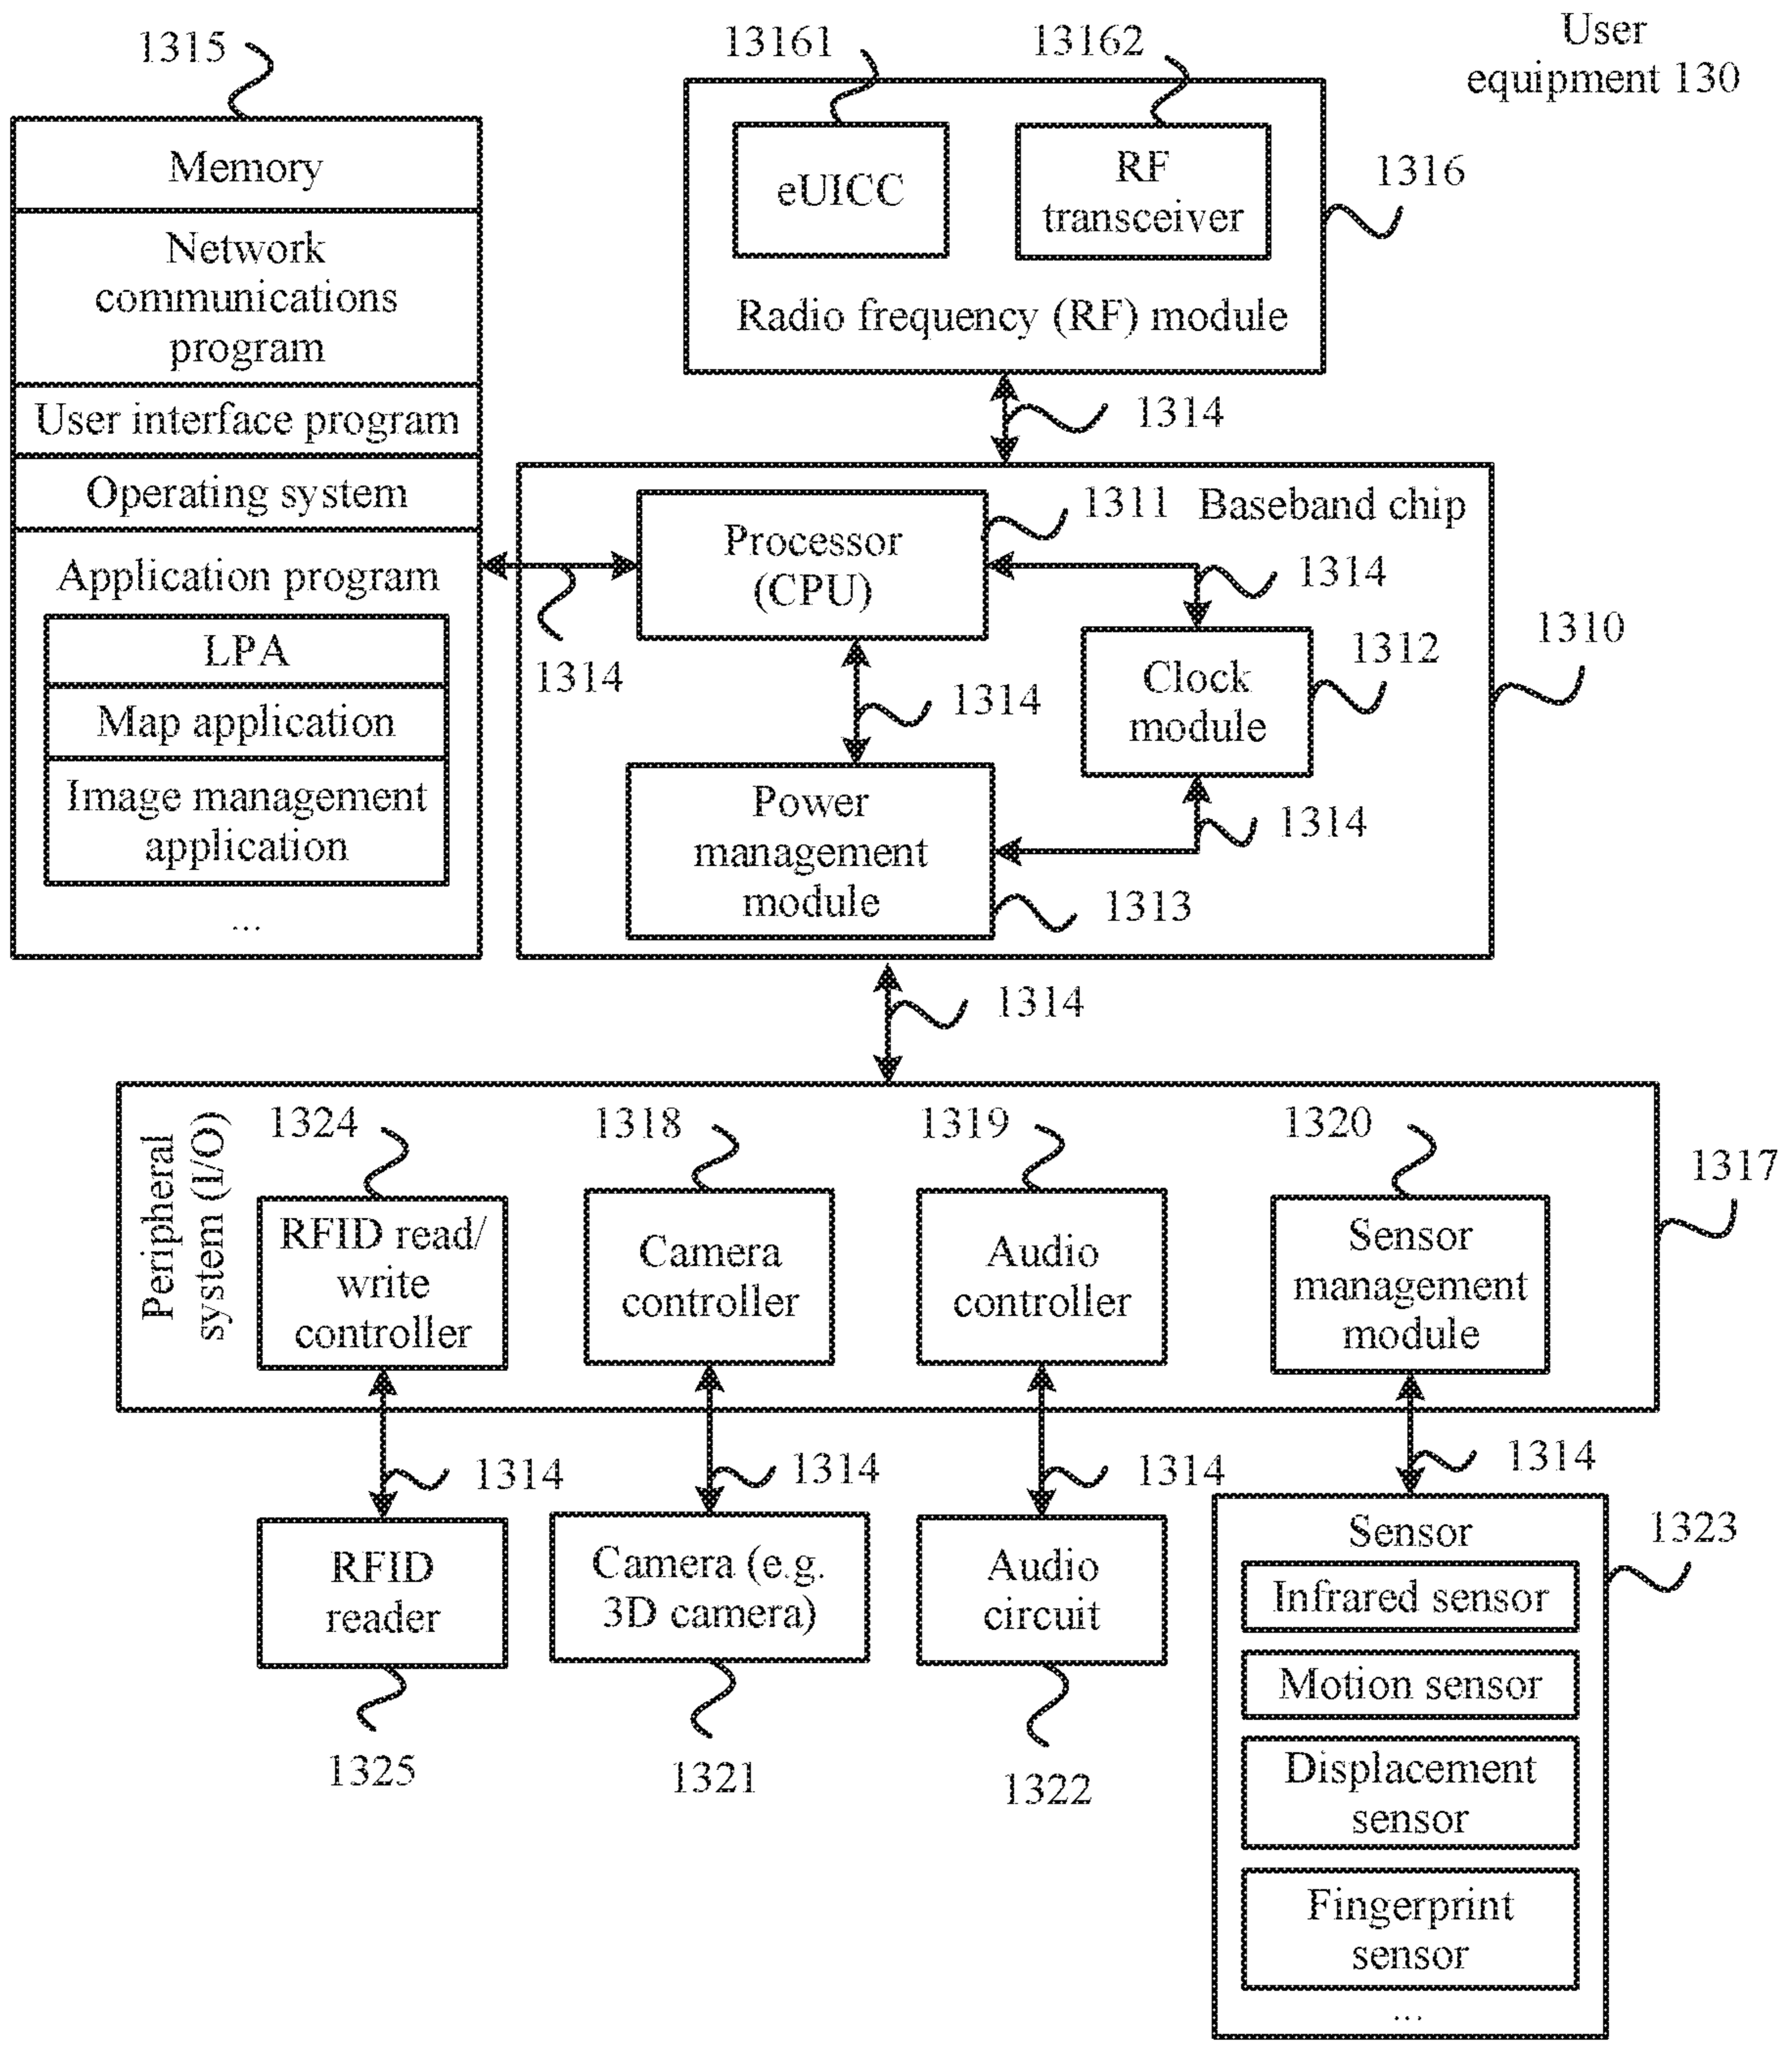 User
equipment 130
1315
Memory
Network
communications
program
User interface program
Operating system
Application program
LPA
Map application
Image management
application
...
13161
13162
eUICC
RF
transceiver
Radio frequency (RF) module
1316
1314
Baseband chip
1311
Processor
(CPU)
1314
1314
1310
1312
Clock
module
1314
1314
Power
management
module
1313
1314
Peripheral
system (I/O)
1324
1318
1319
1320
1317
RFID read/
write
controller
Camera
controller
Audio
controller
Sensor
management
module
1314
1314
1314
1314
RFID
reader
Camera (e.g.
3D camera)
Audio
circuit
1325
1321
1322
1323
Sensor
Infrared sensor
Motion sensor
Displacement
sensor
Fingerprint
sensor
...